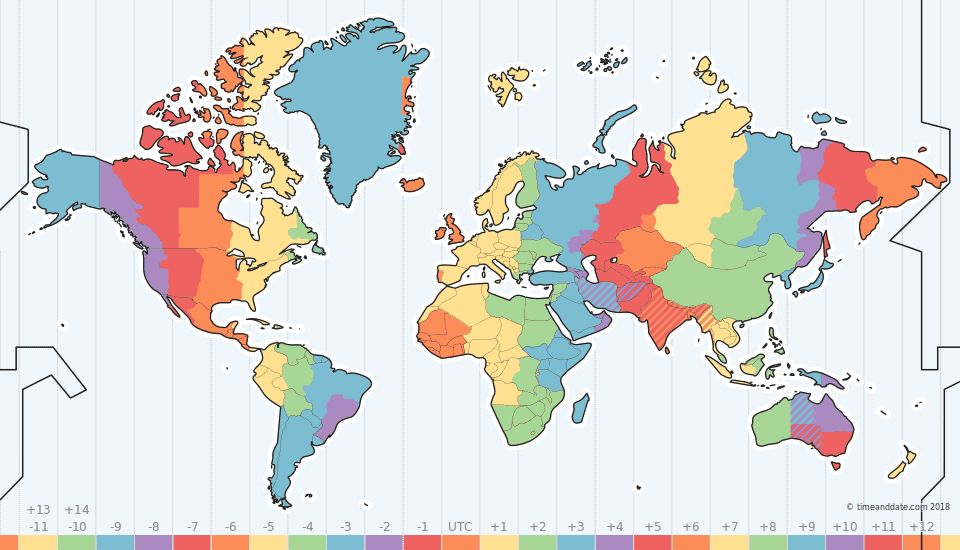 © timeanddate.com 2018
+13 +14
-11 -10 -9 -8 -7 -6 -5 -4 -3 -2 -1 UTC +1 +2 +3 +4 +5 +6 +7 +8 +9 +10 +11 +12